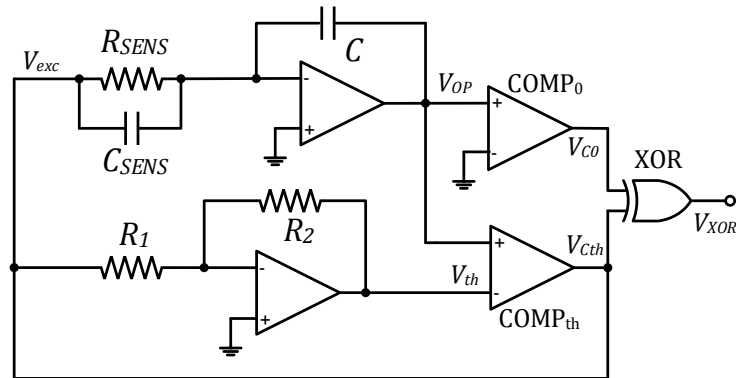 R_SENS
C
V_exc
V_OP
COMP_0
-
+
+
-
C_SENS
V_C0
XOR
V_XOR
R_1
R_2
-
+
V_th
+
-
V_Cth
COMP_th